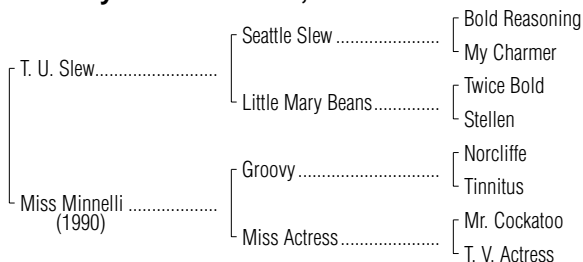 Bold Reasoning
Seattle Slew ......................
My Charmer
T. U. Slew..........................
Twice Bold
Little Mary Beans..............
Stellen
Norcliffe
Groovy ..............................
Tinnitus
Miss Minnelli ...................
(1990)
Mr. Cockatoo
Miss Actress.....................
T. V. Actress